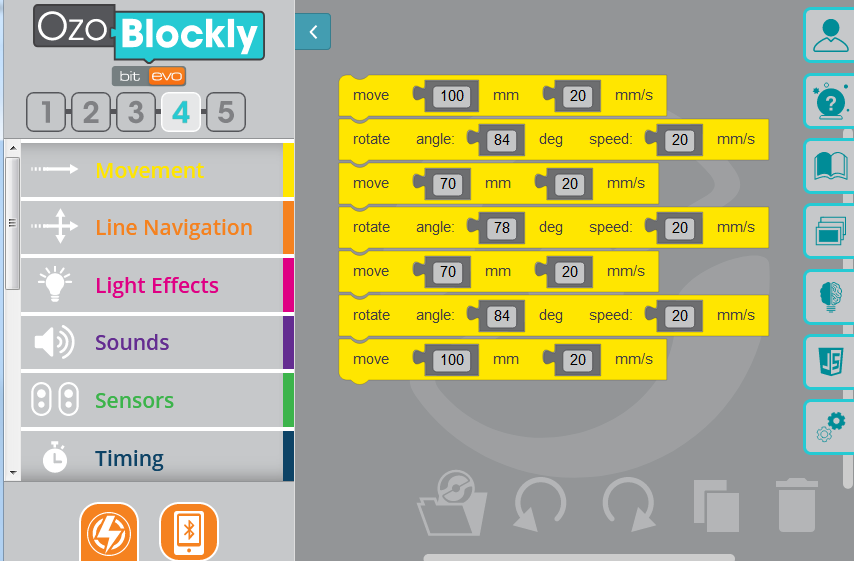 Ozo
Blockly
bit evo
1 2 3 4 5
Movement
Line Navigation
Light Effects
Sounds
Sensors
Timing
move 100 mm 20 mm/s
rotate angle: 84 deg speed: 20 mm/s
move 70 mm 20 mm/s
rotate angle: 78 deg speed: 20 mm/s
move 70 mm 20 mm/s
rotate angle: 84 deg speed: 20 mm/s
move 100 mm 20 mm/s
?
JS